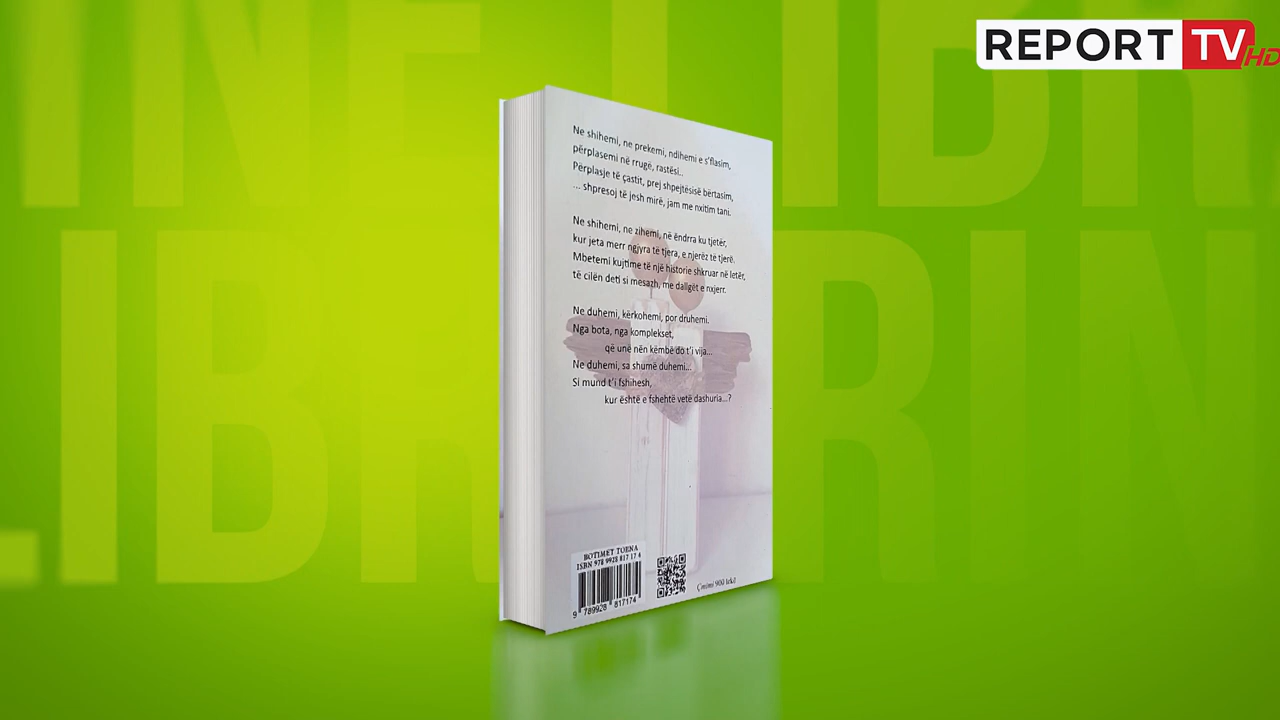 REPORT TV HD
INE LIBR
LIBRIN
Ne shihemi, ne prekemi, ndihemi e s'flasim,
përplasemi në rrugë, rastësi...
Përplasje të çastit, prej shpejtësisë bërtasim,
... shpresoj të jesh mirë, jam me nxitim tani.
Ne shihemi, ne zihemi, në ëndrra ku tjetër,
kur jeta merr ngjyra të tjera, e njerëz të tjerë.
Mbetemi kujtime të një historie shkruar në letër,
të cilën deti si mesazh, me dallgët e nxjerr.
Ne duhemi, kërkohemi, por druhemi.
Nga bota, nga komplekset,
që unë nën këmbë do t'i vija...
Ne duhemi, sa shumë duhemi...
Si mund t'i fshihesh,
kur është e fshehtë vetë dashuria...?
BOTIMET TOENA
ISBN 978 9928 817 17 4
9 789928 817174
Çmimi 900 lekë